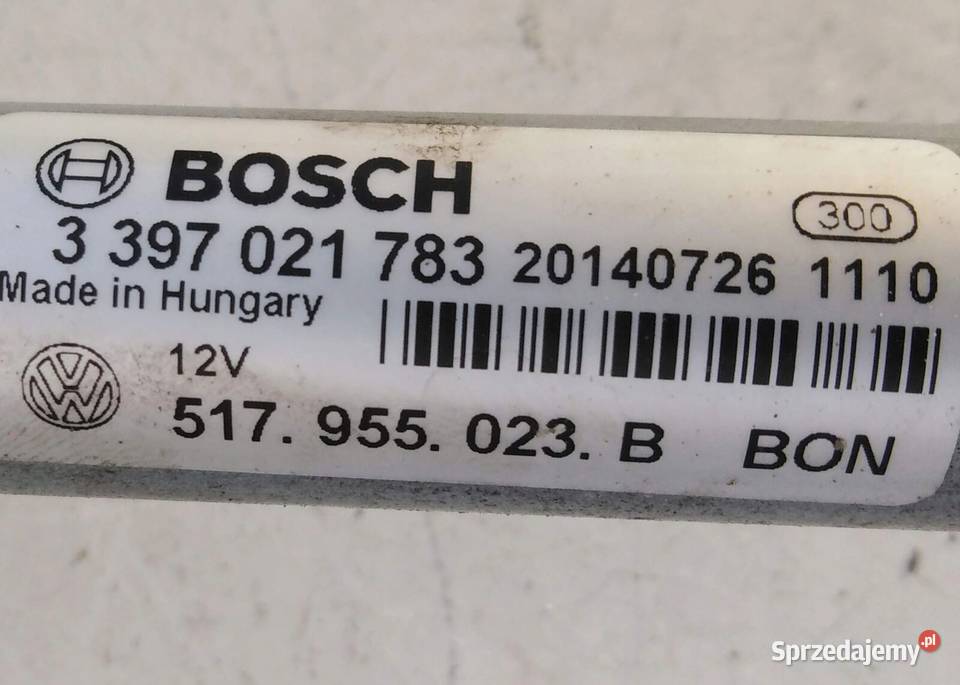 BOSCH
300
3 397 021 783 20140726 1110
Made in Hungary
12V
517. 955. 023. B BON
Sprzedajemy.pl